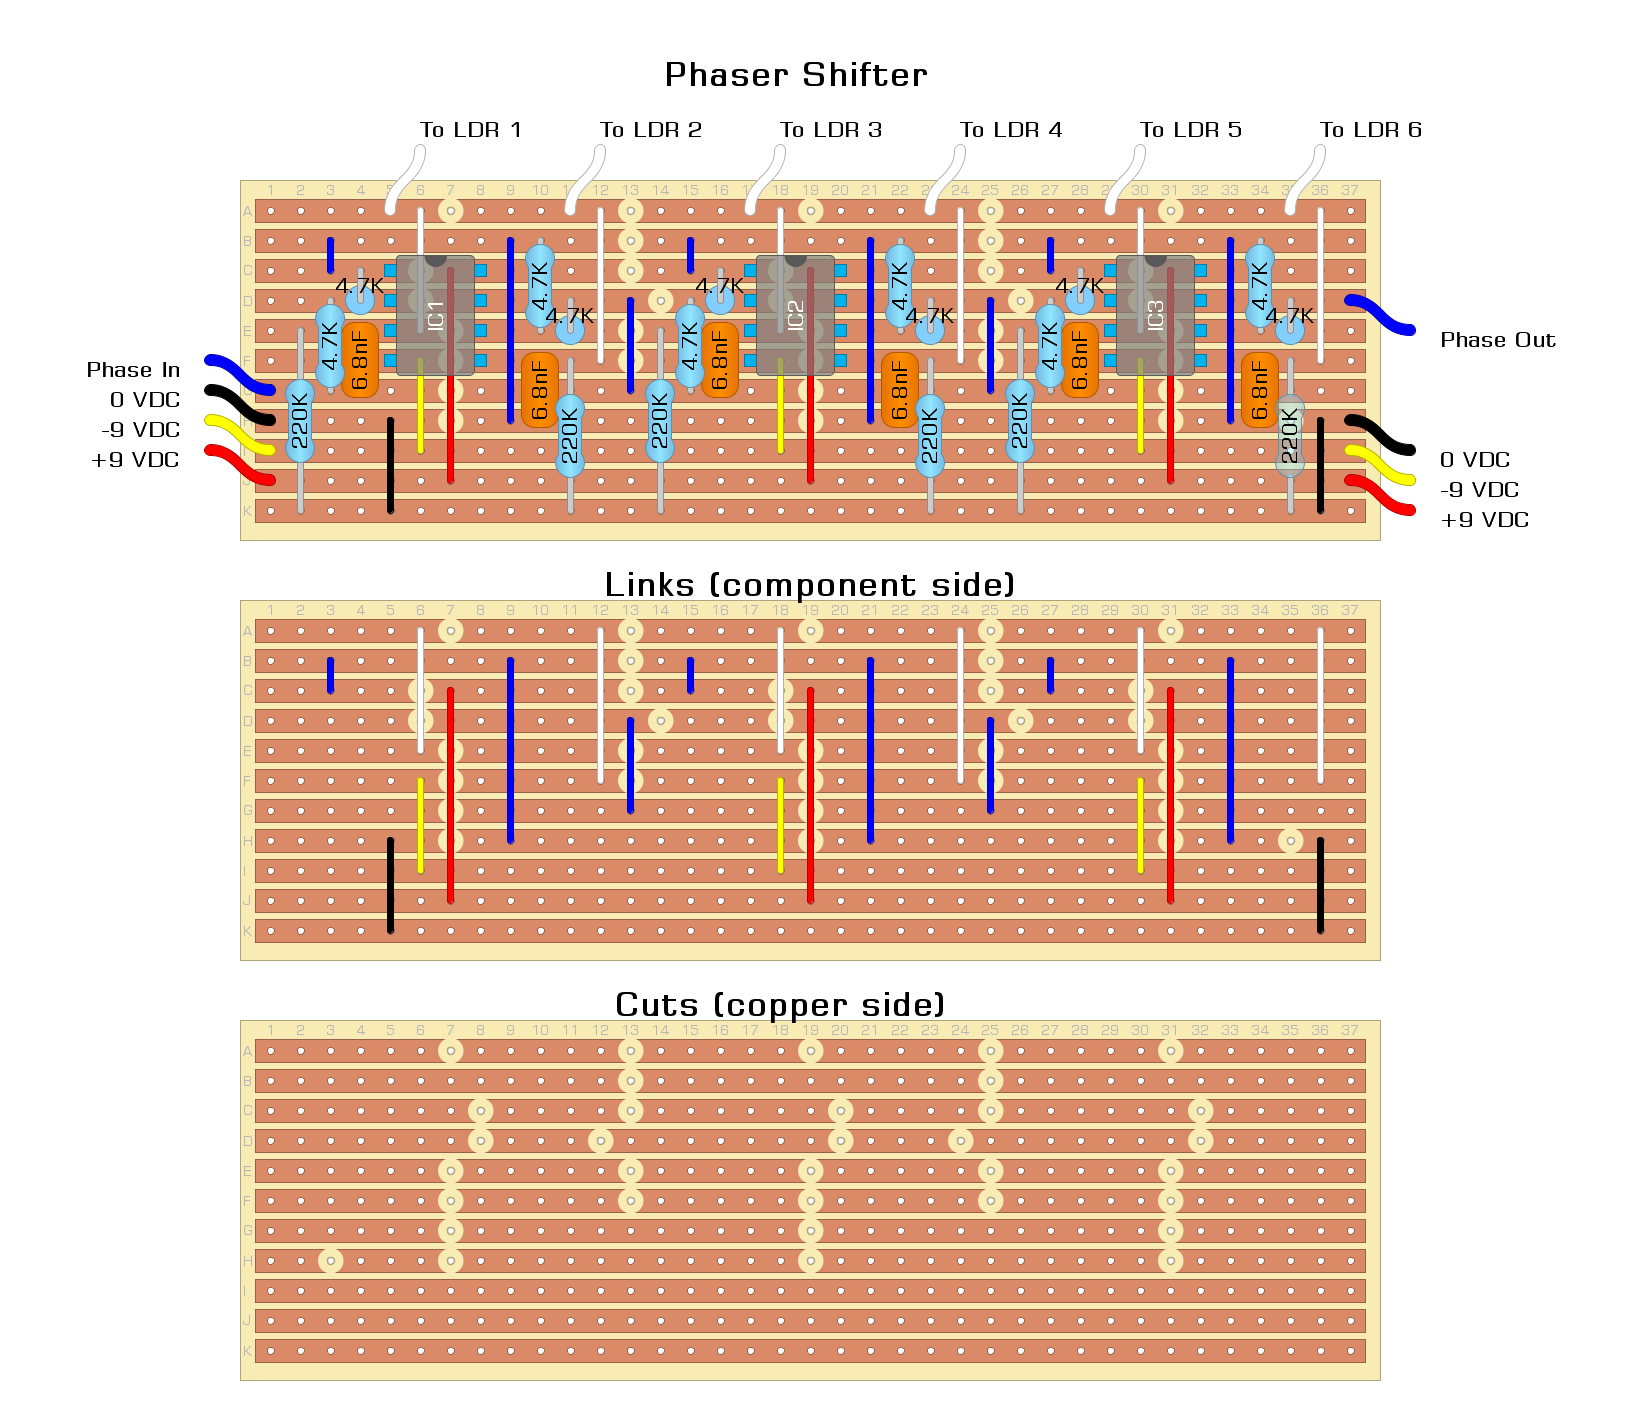 Phaser Shifter
To LDR 1 To LDR 2 To LDR 3 To LDR 4 To LDR 5 To LDR 6
1 2 3 4 5 6 7 8 9 10 11 12 13 14 15 16 17 18 19 20 21 22 23 24 25 26 27 28 29 30 31 32 33 34 35 36 37
A
B
C
4.7K 4.7K 4.7K 4.7K 4.7K 4.7K
D
4.7K 4.7K 4.7K 4.7K 4.7K 4.7K
IC1 IC2 IC3
E
F
6.8nF 6.8nF 6.8nF 6.8nF 6.8nF 6.8nF
220K 220K 220K 220K 220K 220K
H
I
J
K
Phase In
0 VDC
-9 VDC
+9 VDC
Phase Out
0 VDC
-9 VDC
+9 VDC
Links (component side)
1 2 3 4 5 6 7 8 9 10 11 12 13 14 15 16 17 18 19 20 21 22 23 24 25 26 27 28 29 30 31 32 33 34 35 36 37
A
B
C
D
E
F
G
H
I
J
K
Cuts (copper side)
1 2 3 4 5 6 7 8 9 10 11 12 13 14 15 16 17 18 19 20 21 22 23 24 25 26 27 28 29 30 31 32 33 34 35 36 37
A
B
C
D
E
F
G
H
I
J
K